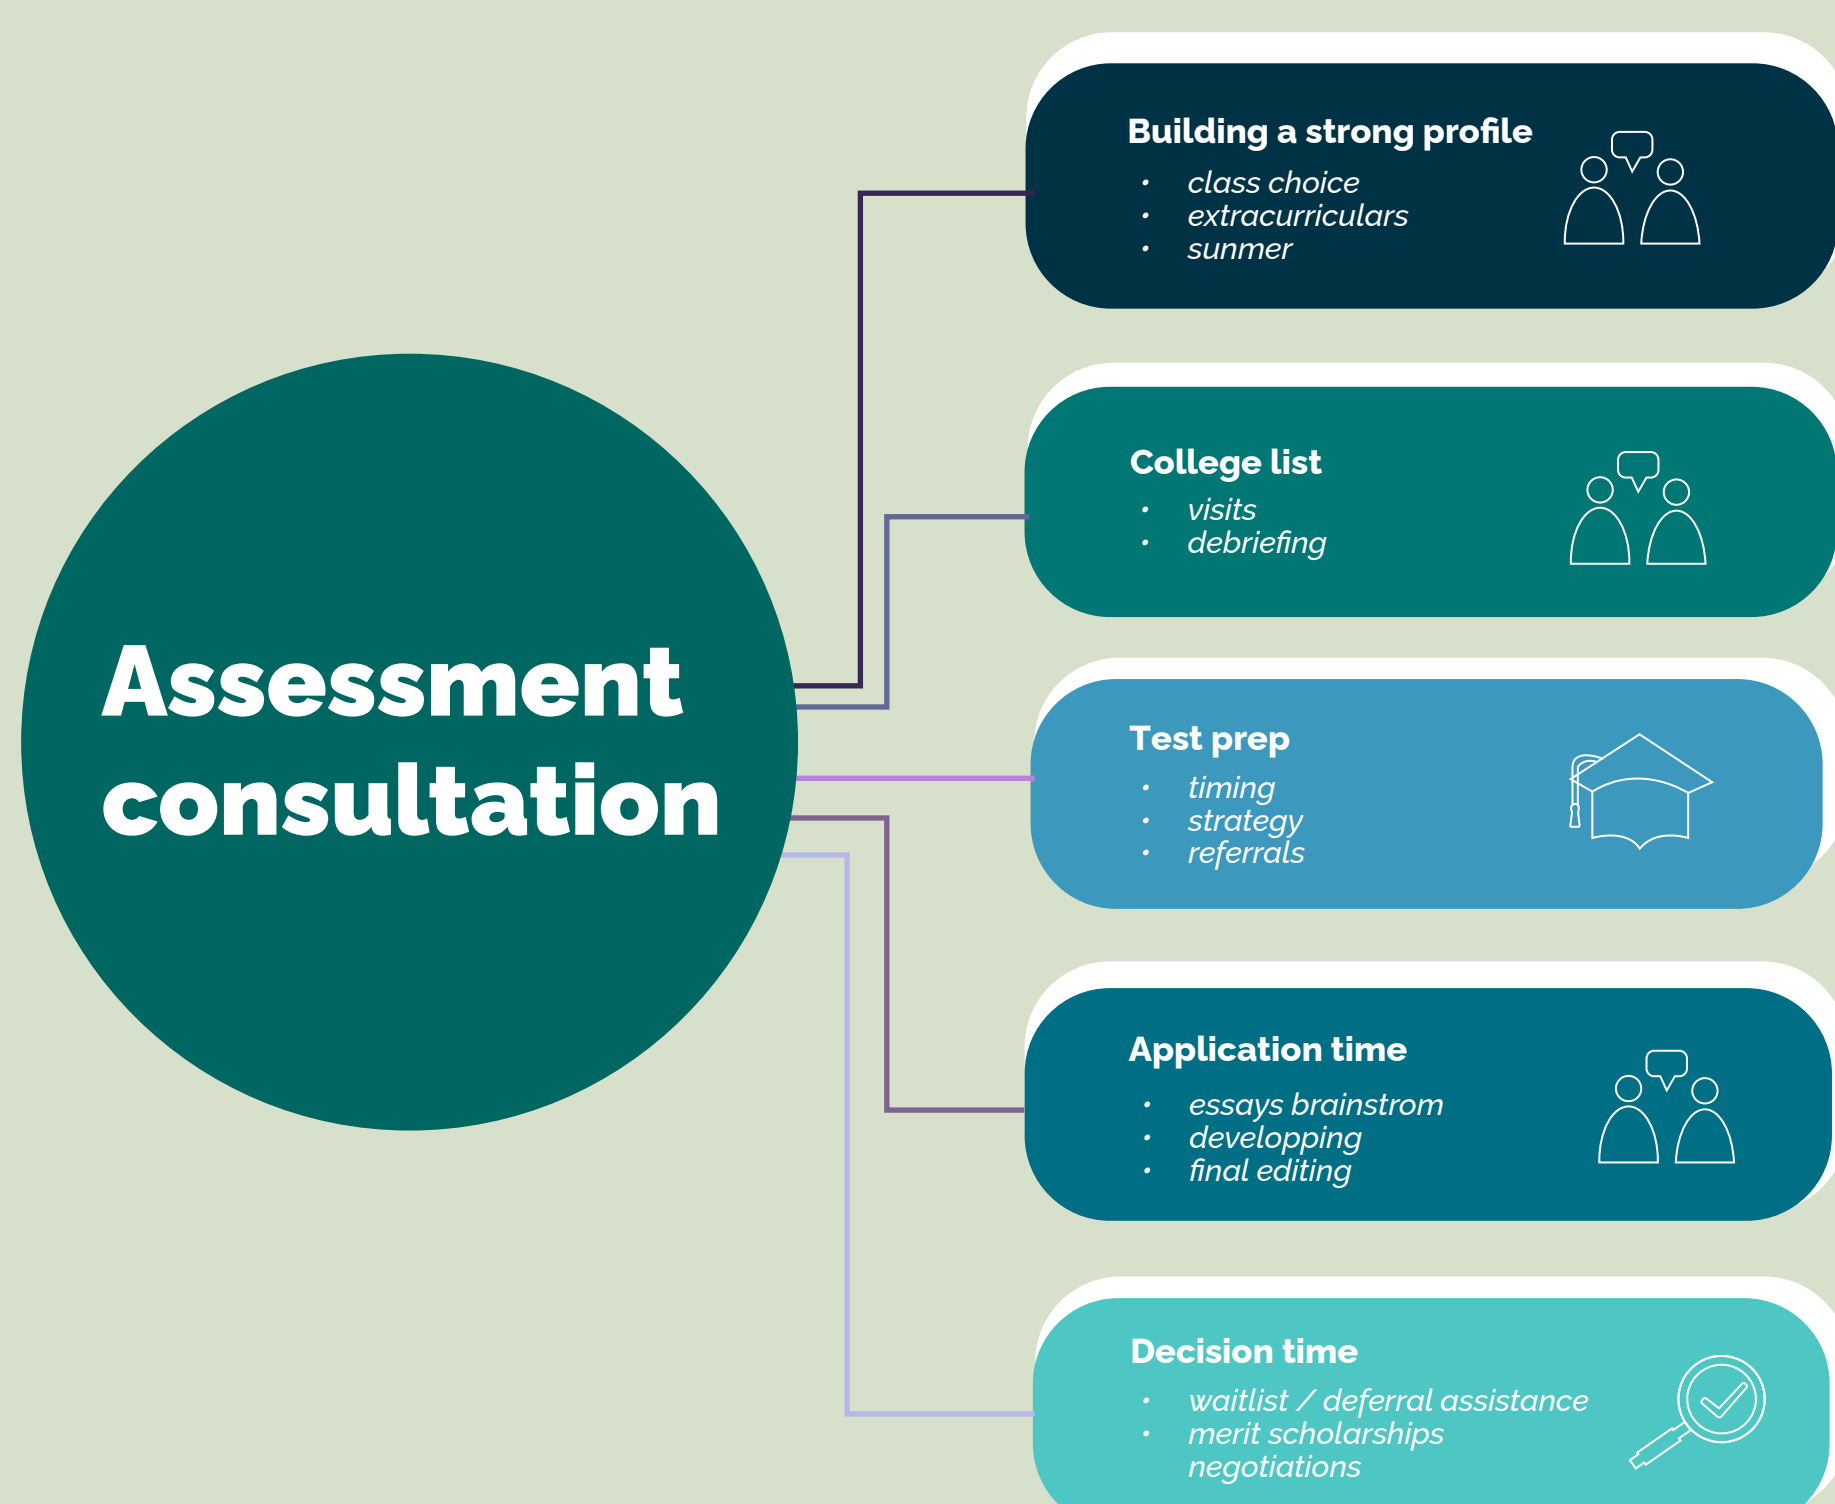 Assessment
consultation
Building a strong profile
• class choice
• extracurriculars
• sunmer
College list
• visits
• debriefing
Test prep
• timing
• strategy
• referrals
Application time
• essays brainstrom
• developping
• final editing
Decision time
• waitlist / deferral assistance
• merit scholarships
negotiations